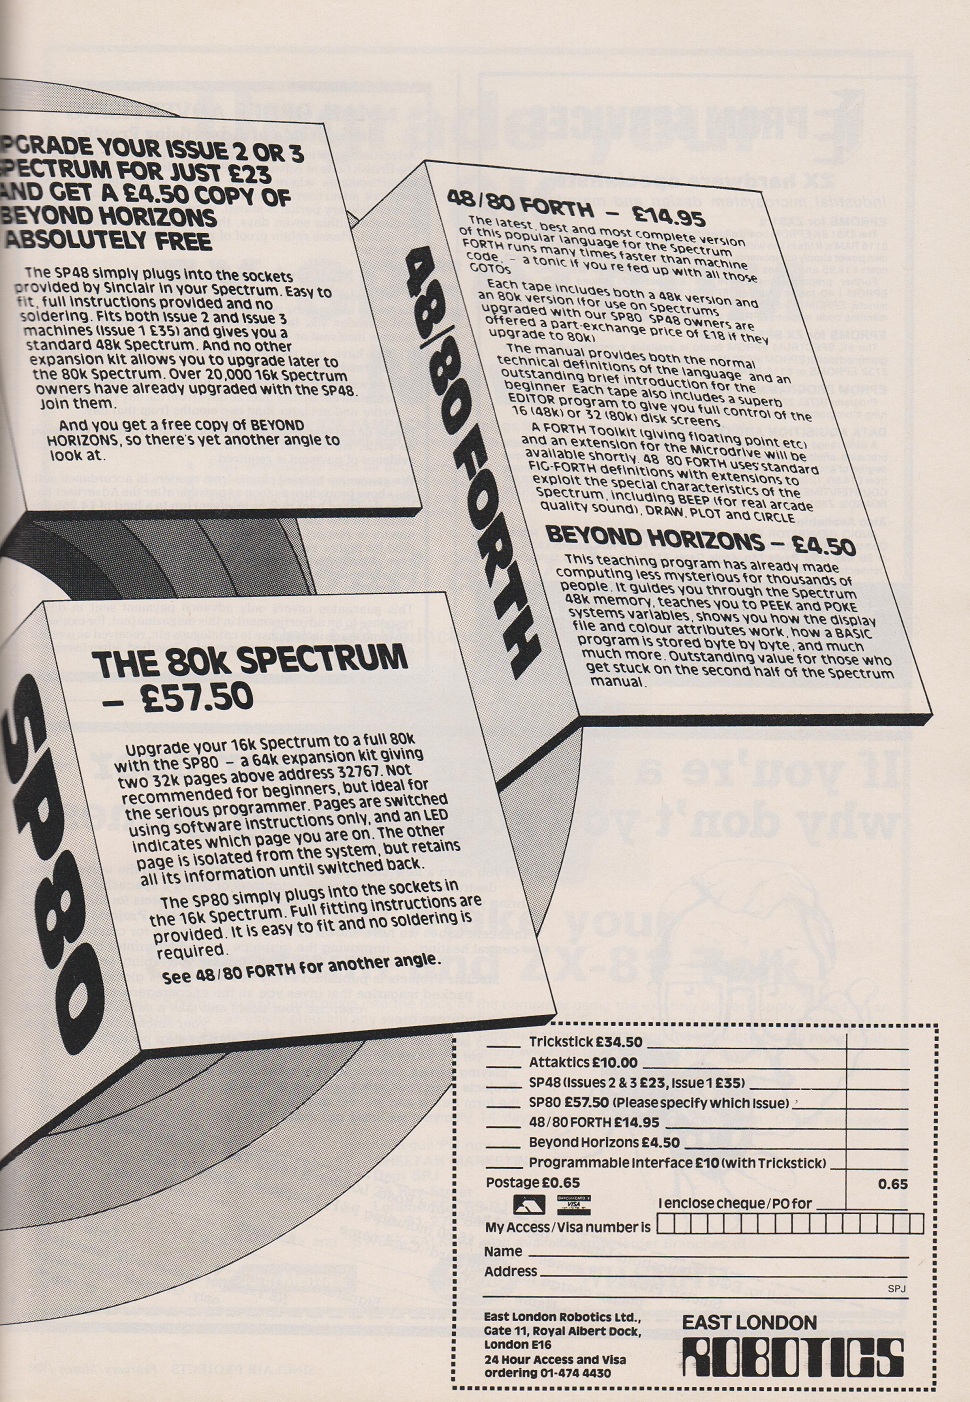 PGRADE YOUR ISSUE 2 OR 3
PECTRUM FOR JUST £23
AND GET A £4.50 COPY OF
BEYOND HORIZONS
ABSOLUTELY FREE
The SP48 simply plugs into the sockets
provided by Sinclair in your Spectrum. Easy to
fit, full instructions provided and no
soldering. Fits both Issue 2 and Issue 3
machines (Issue 1 £35) and gives you a
standard 48k Spectrum. And no other
expansion kit allows you to upgrade later to
the 80k Spectrum. Over 20,000 16k Spectrum
owners have already upgraded with the SP48.
Join them.
And you get a free copy of BEYOND
HORIZONS, so there's yet another angle to
look at.
48/80 FORTH
48/80 FORTH – £14.95
The latest, best and most complete version
of this popular language for the Spectrum
FORTH runs many times faster than machine
code, – a tonic if you're fed up with all those
GOTOs
Each tape includes both a 48k version and
an 80k version (for use on Spectrums
upgraded with our SP80. SP48 owners are
offered a part-exchange price of £18 if they
upgrade to 80k)
The manual provides both the normal
technical definitions of the language and an
outstanding brief introduction for the
beginner Each tape also includes a superb
EDITOR program to give you full control of the
16 (48k) or 32 (80k) disk screens.
A FORTH Toolkit (giving floating point etc)
and an extension for the Microdrive will be
available shortly. 48 80 FORTH uses standard
FIG-FORTH definitions with extensions to
exploit the special characteristics of the
Spectrum, including BEEP (for real arcade
quality sound), DRAW, PLOT and CIRCLE
BEYOND HORIZONS – £4.50
This teaching program has already made
computing less mysterious for thousands of
people. It guides you through the Spectrum
48k memory, teaches you to PEEK and POKE
systems variables, shows you how the display
file and colour attributes work, how a BASIC
program is stored byte by byte, and much
much more. Outstanding value for those who
get stuck on the second half of the Spectrum
manual.
SP80
THE 80k SPECTRUM
– £57.50
Upgrade your 16k Spectrum to a full 80k
with the SP80 – a 64k expansion kit giving
two 32k pages above address 32767. Not
recommended for beginners, but ideal for
the serious programmer. Pages are switched
using software instructions only, and an LED
indicates which page you are on. The other
page is isolated from the system, but retains
all its information until switched back.
The SP80 simply plugs into the sockets in
the 16k Spectrum. Full fitting instructions are
provided. It is easy to fit and no soldering is
required.
See 48/80 FORTH for another angle.
Trickstick £34.50
Attaktics £10.00
SP48 (Issues 2 & 3 £23, Issue 1 £35)
SP80 £57.50 (Please specify which Issue)
48/80 FORTH £14.95
Beyond Horizons £4.50
Programmable Interface £10 (with Trickstick)
Postage £0.65 0.65
VISA
I enclose cheque/PO for
My Access/Visa number is
Name
Address
SPJ
East London Robotics Ltd.,
Gate 11, Royal Albert Dock,
London E16
24 Hour Access and Visa
ordering 01-474 4430
EAST LONDON
ROBOTICS